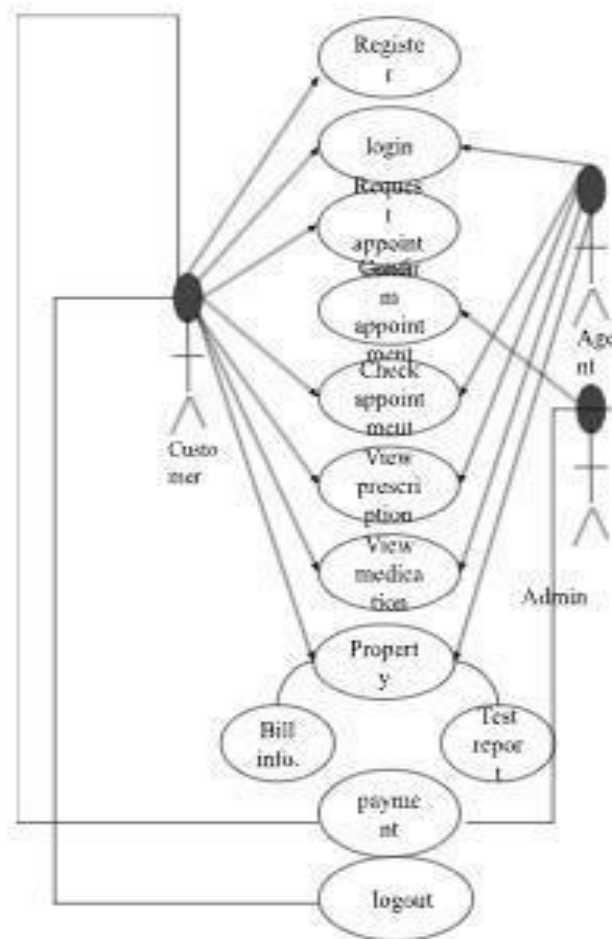 Registe
r
login
Reques
t
appoint
Confir
m
appoint
ment
Check
appoint
ment
View
prescri
ption
View
medica
tion
Propert
y
Bill
info.
Test
repor
t
payme
nt
logout
Custo
mer
Age
nt
Admin